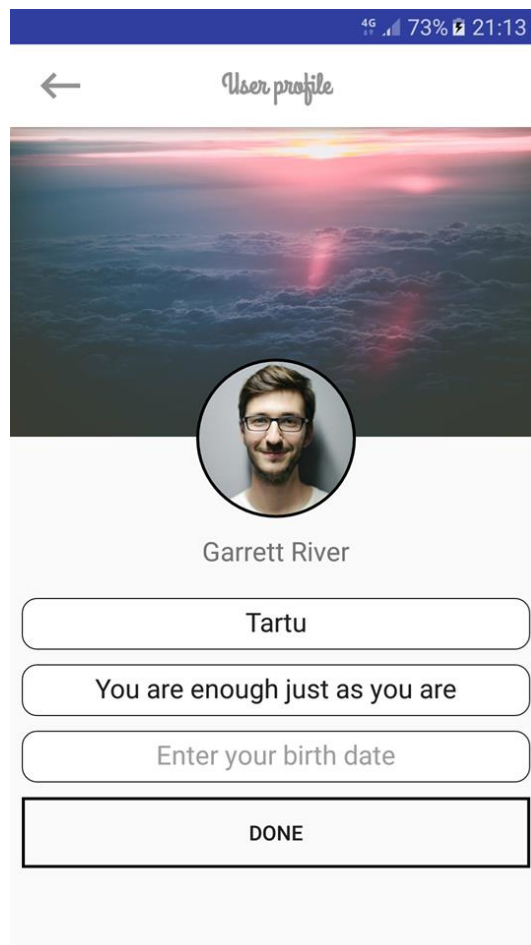 4G 73% 21:13
User profile
Garrett River
Tartu
You are enough just as you are
Enter your birth date
DONE